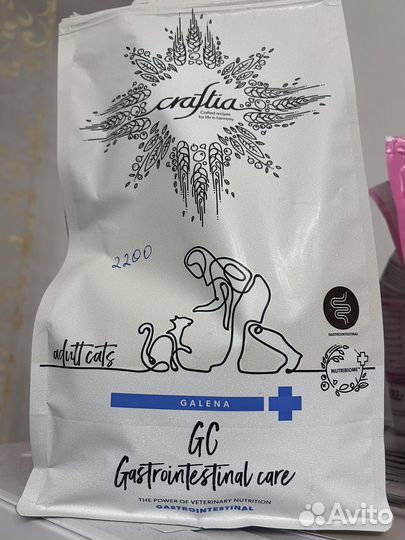 craftia
Crafted recipes
for life in harmony
2200
GASTROINTESTINAL
adult cats
NUTRIBIOME
GALENA
GC
Gastrointestinal care
THE POWER OF VETERINARY NUTRITION
GASTROINTESTINAL
Avito